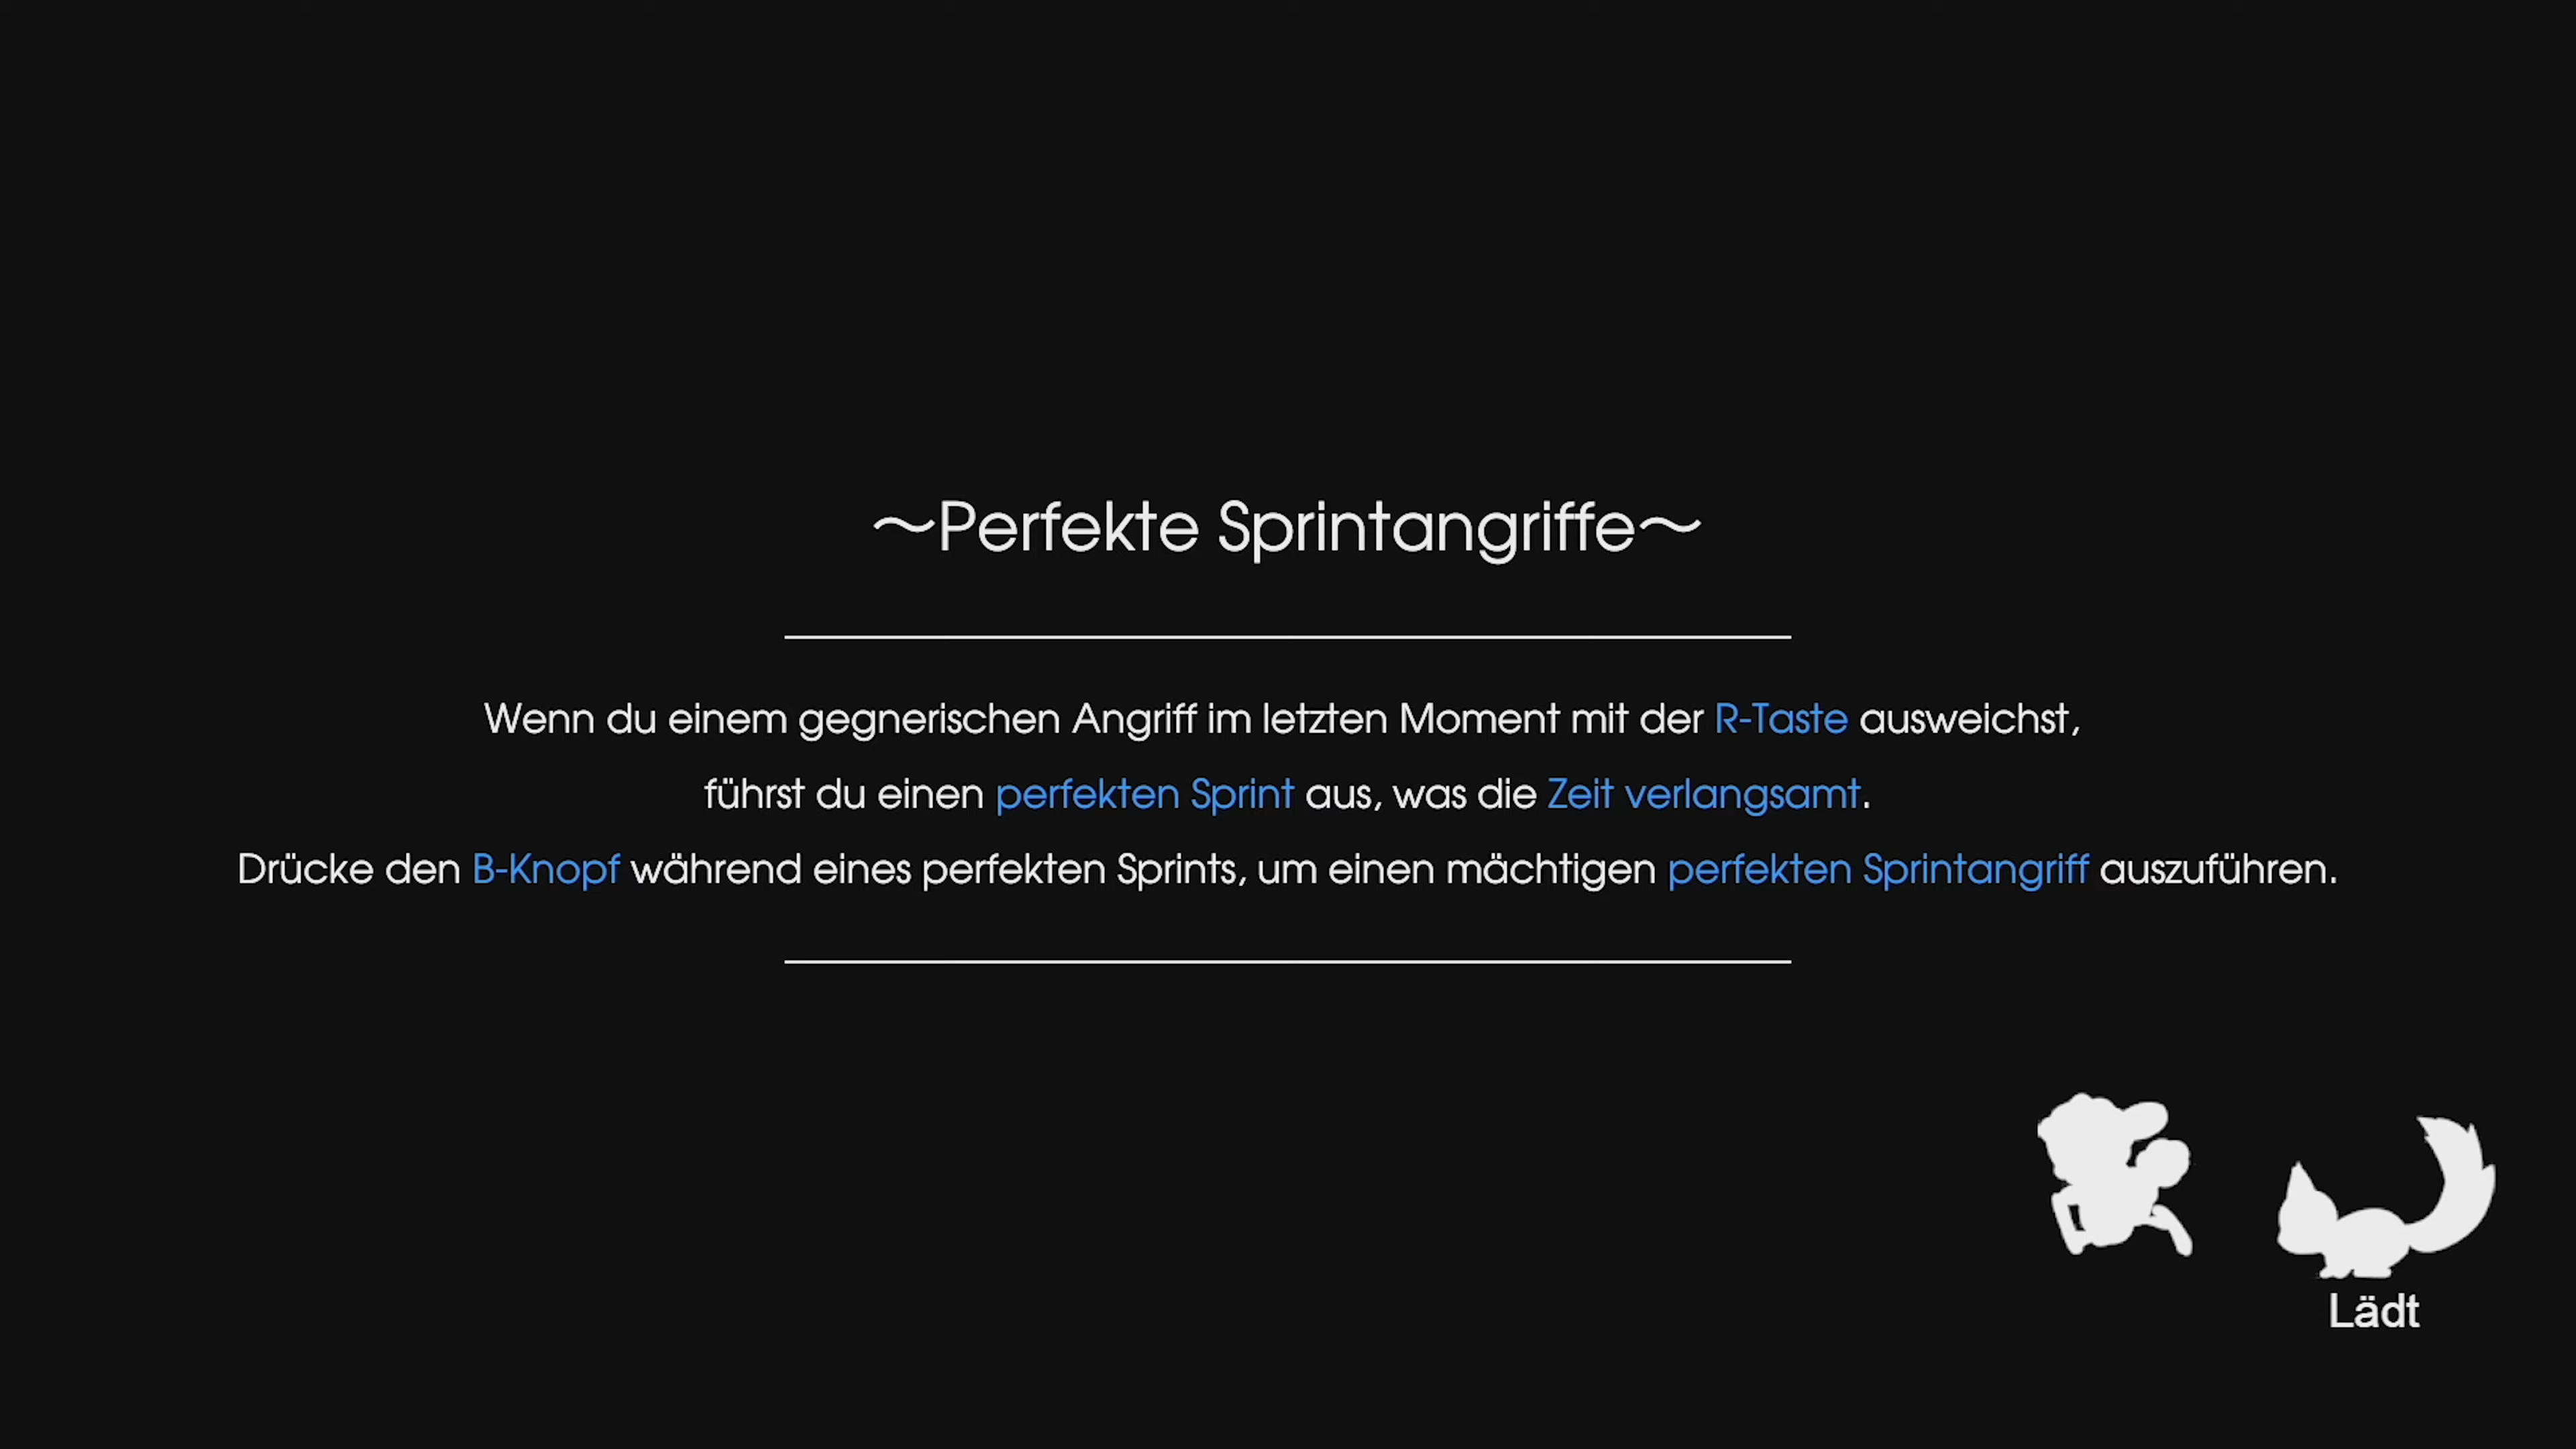 ～Perfekte Sprintangriffe～
Wenn du einem gegnerischen Angriff im letzten Moment mit der R-Taste ausweichst,
führst du einen perfekten Sprint aus, was die Zeit verlangsamt.
Drücke den B-Knopf während eines perfekten Sprints, um einen mächtigen perfekten Sprintangriff auszuführen.
Lädt